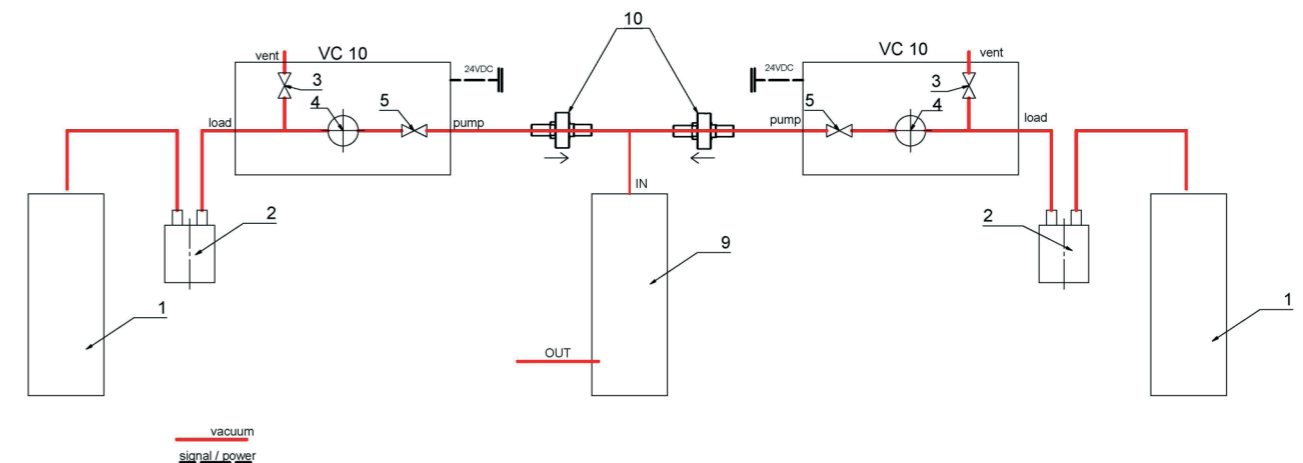 10
vent
VC 10
VC 10
vent
24VDC
24VDC
3
3
4
5
5
4
load
pump
pump
load
IN
2
2
9
1
1
OUT
vacuum
signal / power